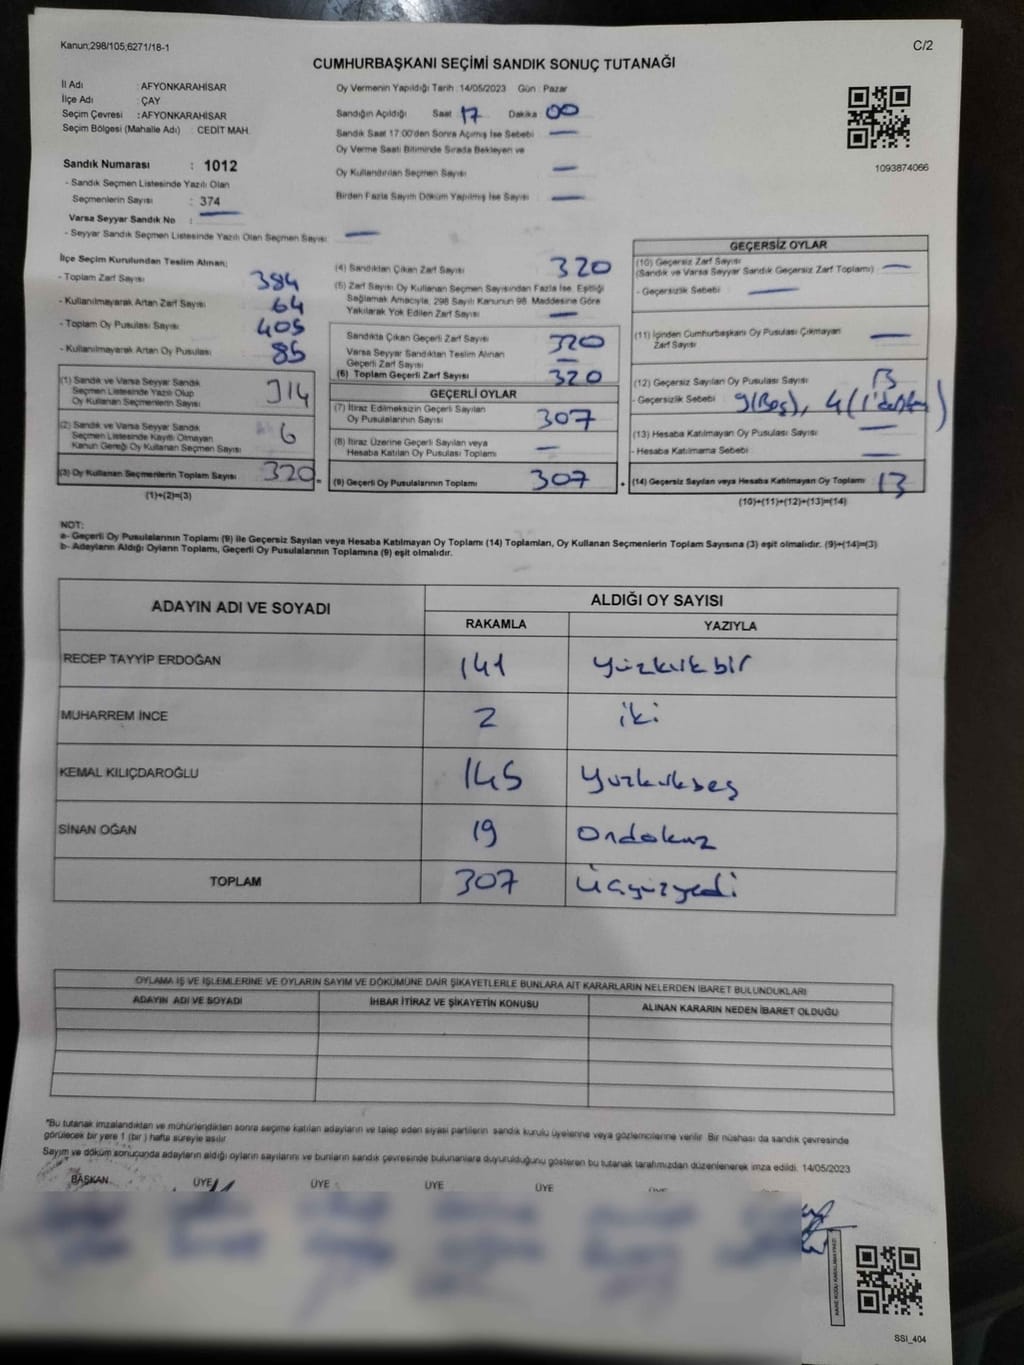 Kanun;298/105;6271/18-1
C/2
CUMHURBAŞKANI SEÇİMİ SANDIK SONUÇ TUTANAĞI
İl Adı : AFYONKARAHİSAR
İlçe Adı : ÇAY
Seçim Çevresi : AFYONKARAHİSAR
Seçim Bölgesi (Mahalle Adı) : CEDİT MAH.
Sandık Numarası : 1012
- Sandık Seçmen Listesinde Yazılı Olan
Seçmenlerin Sayısı : 374
Varsa Seyyar Sandık No : —
- Seyyar Sandık Seçmen Listesinde Yazılı Olan Seçmen Sayısı: —
Oy Vermenin Yapıldığı Tarih :14/05/2023 Gün : Pazar
Sandığın Açıldığı Saat 17 Dakika 00
Sandık Saat 17:00'den Sonra Açımış İse Sebebi —
Oy Verme Saati Bitiminde Sırada Bekleyen ve
Oy Kullandırılan Seçmen Sayısı —
Birden Fazla Sayım Döküm Yapılmış İse Sayısı —
1093874066
İlçe Seçim Kurulundan Teslim Alınan;
- Toplam Zarf Sayısı 384
- Kullanılmayarak Artan Zarf Sayısı 64
- Toplam Oy Pusulası Sayısı 405
- Kullanılmayarak Artan Oy Pusulası 85
(1) Sandık ve Varsa Seyyar Sandık
Seçmen Listesinde Yazılı Olup
Oy Kullanan Seçmenlerin Sayısı 314
(2) Sandık ve Varsa Seyyar Sandık
Seçmen Listesinde Kayıtlı Olmayan
Kanun Gereği Oy Kullanan Seçmen Sayısı 6
(3) Oy Kullanan Seçmenlerin Toplam Sayısı 320
(1)+(2)=(3)
(4) Sandıktan Çıkan Zarf Sayısı 320
(5) Zarf Sayısı Oy Kullanan Seçmen Sayısından Fazla İse, Eşitliği
Sağlamak Amacıyla, 298 Sayılı Kanunun 98. Maddesine Göre
Yakılarak Yok Edilen Zarf Sayısı —
Sandıkta Çıkan Geçerli Zarf Sayısı 320
Varsa Seyyar Sandıktan Teslim Alınan
Geçerli Zarf Sayısı —
(6) Toplam Geçerli Zarf Sayısı 320
GEÇERLİ OYLAR
(7) İtiraz Edilmeksizin Geçerli Sayılan
Oy Pusulasının Sayısı 307
(8) İtiraz Üzerine Geçerli Sayılan veya
Hesaba Katılan Oy Pusulası Toplamı —
(9) Geçerli Oy Pusulalarının Toplamı 307
GEÇERSİZ OYLAR
(10) Geçersiz Zarf Sayısı
(Sandık ve Varsa Seyyar Sandık Geçersiz Zarf Toplamı) —
- Geçersizlik Sebebi : —
(11) İçinden Cumhurbaşkanı Oy Pusulası Çıkmayan
Zarf Sayısı —
(12) Geçersiz Sayılan Oy Pusulası Sayısı 13
- Geçersizlik Sebebi 9(Boş), 4(1'den
(13) Hesaba Katılmayan Oy Pusulası Sayısı —
- Hesaba Katılmama Sebebi —
(14) Geçersiz Sayılan veya Hesaba Katılmayan Oy Toplamı 13
(10)+(11)+(12)+(13)=(14)
NOT:
a- Geçerli Oy Pusulalarının Toplamı (9) ile Geçersiz Sayılan veya Hesaba Katılmayan Oy Toplamı (14) Toplamları, Oy Kullanan Seçmenlerin Toplam Sayısına (3) eşit olmalıdır. (9)+(14)=(3)
b- Adayların Aldığı Oyların Toplamı, Geçerli Oy Pusulalarının Toplamına (9) eşit olmalıdır.
ADAYIN ADI VE SOYADI ALDIĞI OY SAYISI
RAKAMLA YAZIYLA
RECEP TAYYİP ERDOĞAN 141 yüzkırkbir
MUHARREM İNCE 2 iki
KEMAL KILIÇDAROĞLU 145 yüzkırkbeş
SİNAN OĞAN 19 Ondokuz
TOPLAM 307 Üçyüzyedi
OYLAMA İŞ VE İŞLEMLERİNE VE OYLARIN SAYIM VE DÖKÜMÜNE DAİR ŞİKAYETLERLE BUNLARA AİT KARARLARIN NELERDEN İBARET BULUNDUKLARI
ADAYIN ADI VE SOYADI İHBAR İTİRAZ VE ŞİKAYETİN KONUSU ALINAN KARARIN NEDEN İBARET OLDUĞU
*Bu tutanak imzalandıktan ve mühürlendikten sonra seçime katılan adayların ve talep eden siyasi partilerin sandık kurulu üyelerine veya gözlemcilerine verilir. Bir nüshası da sandık çevresinde
görülecek bir yere 1 (bir ) hafta süreyle asılır.
Sayım ve döküm sonucunda adayların aldığı oyların sayılarını ve bunların sandık çevresinde bulunanlara duyurulduğunu gösteren bu tutanak tarafımızdan düzenlenerek imza edildi. 14/05/2023
BAŞKAN ÜYE ÜYE ÜYE ÜYE
KARE KODU KARALAMAYINIZ!
SSI_404